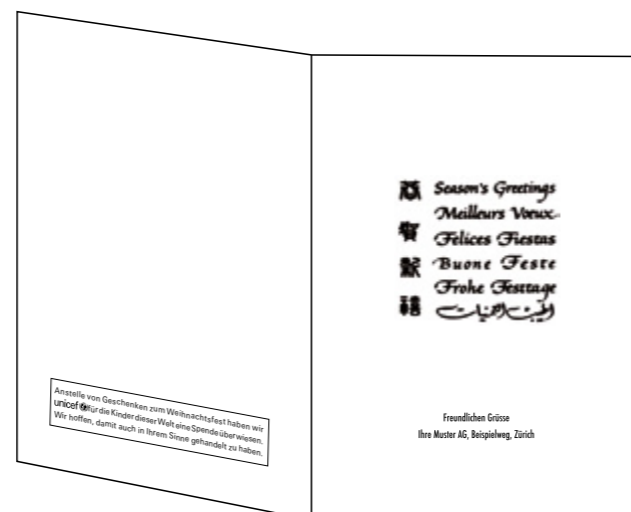 Anstelle von Geschenken zum Weihnachtsfest haben wir
unicef für die Kinder dieser Welt eine Spende überwiesen.
Wir hoffen, damit auch in Ihrem Sinne gehandelt zu haben.
Season's Greetings
Meilleurs Vœux
Felices Fiestas
Buone Feste
Frohe Festtage
Freundlichen Grüsse
Ihre Muster AG, Beispielweg, Zürich